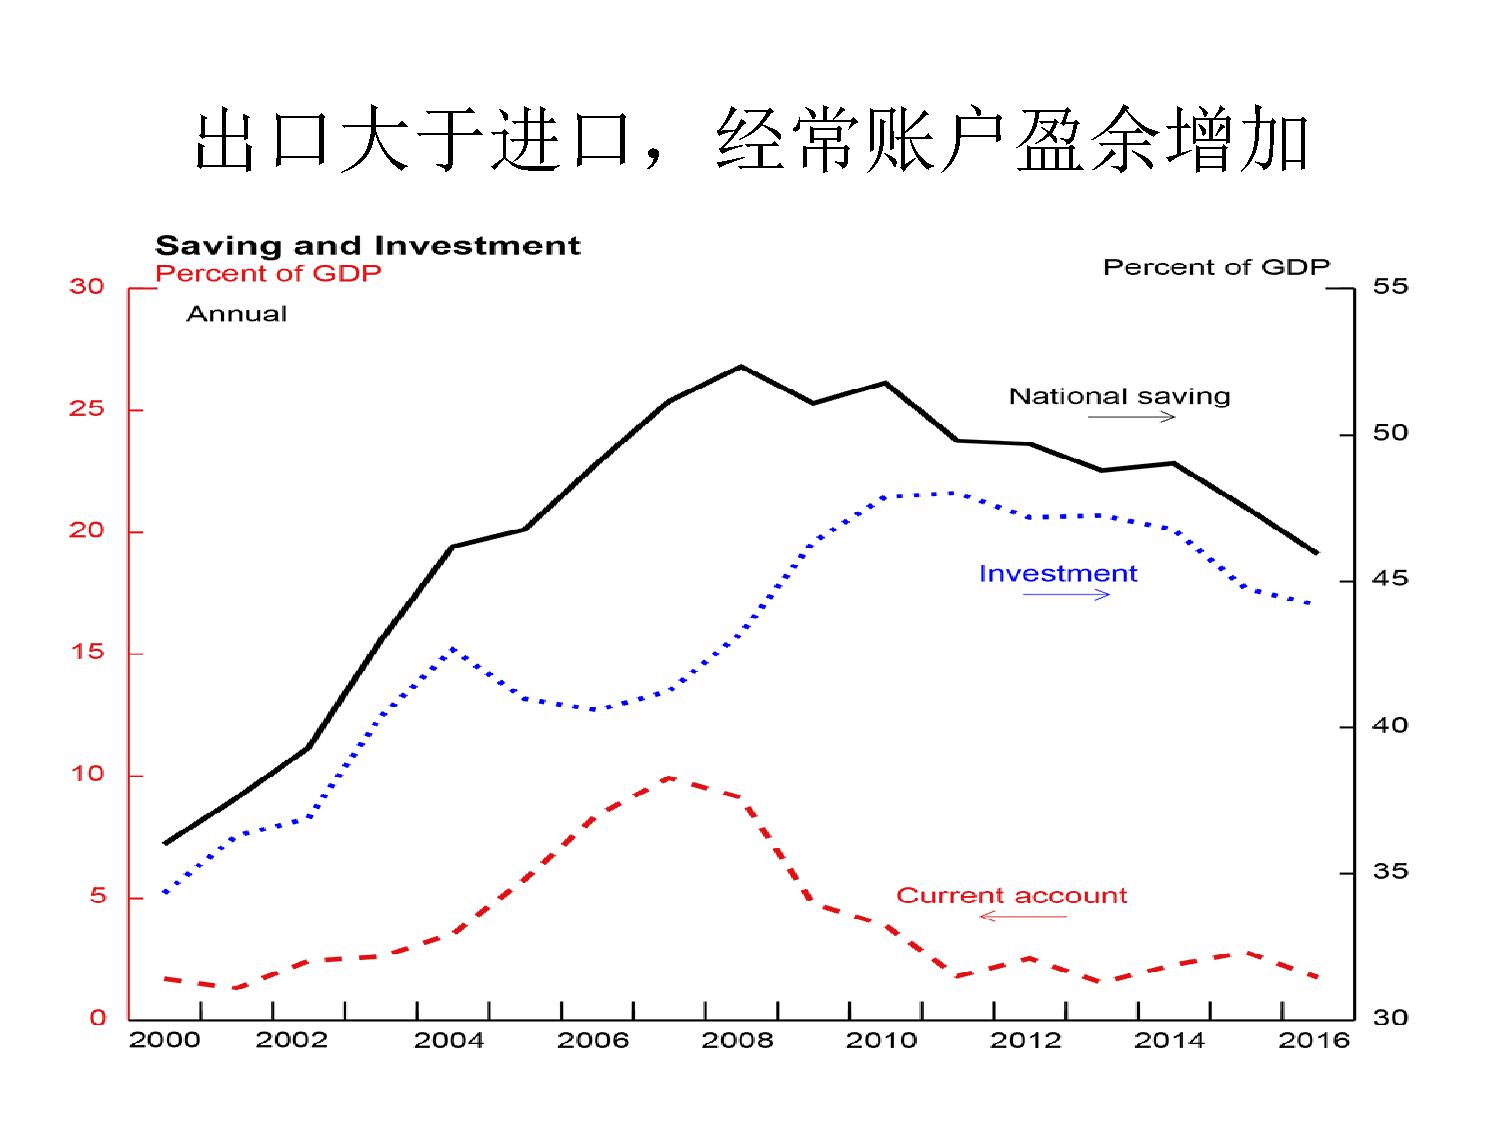 出口大于进口，经常账户盈余增加
Saving and Investment
Percent of GDP
Percent of GDP
Annual
30
25
20
15
10
5
0
55
50
45
40
35
30
National saving
Investment
Current account
2000 2002 2004 2006 2008 2010 2012 2014 2016